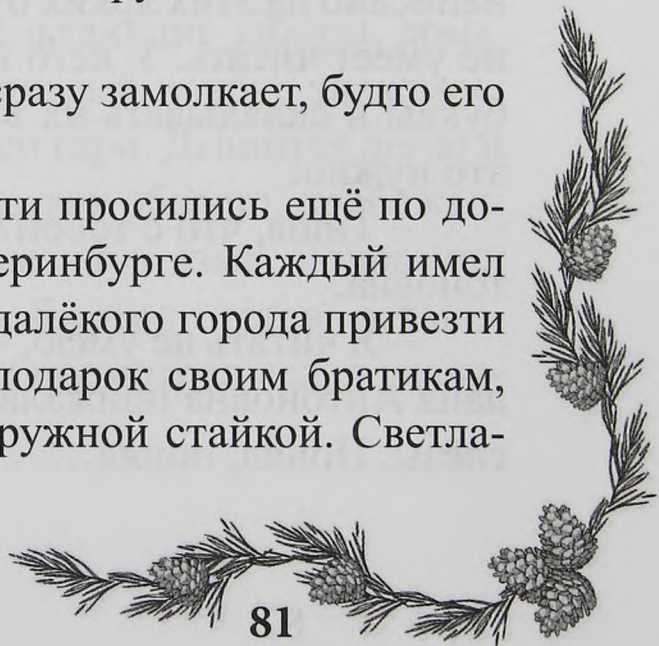 сразу замолкает, будто его
ти просились ещё по до-
еринбурге. Каждый имел
далёкого города привезти
подарок своим братикам,
ружной стайкой. Светла-
81